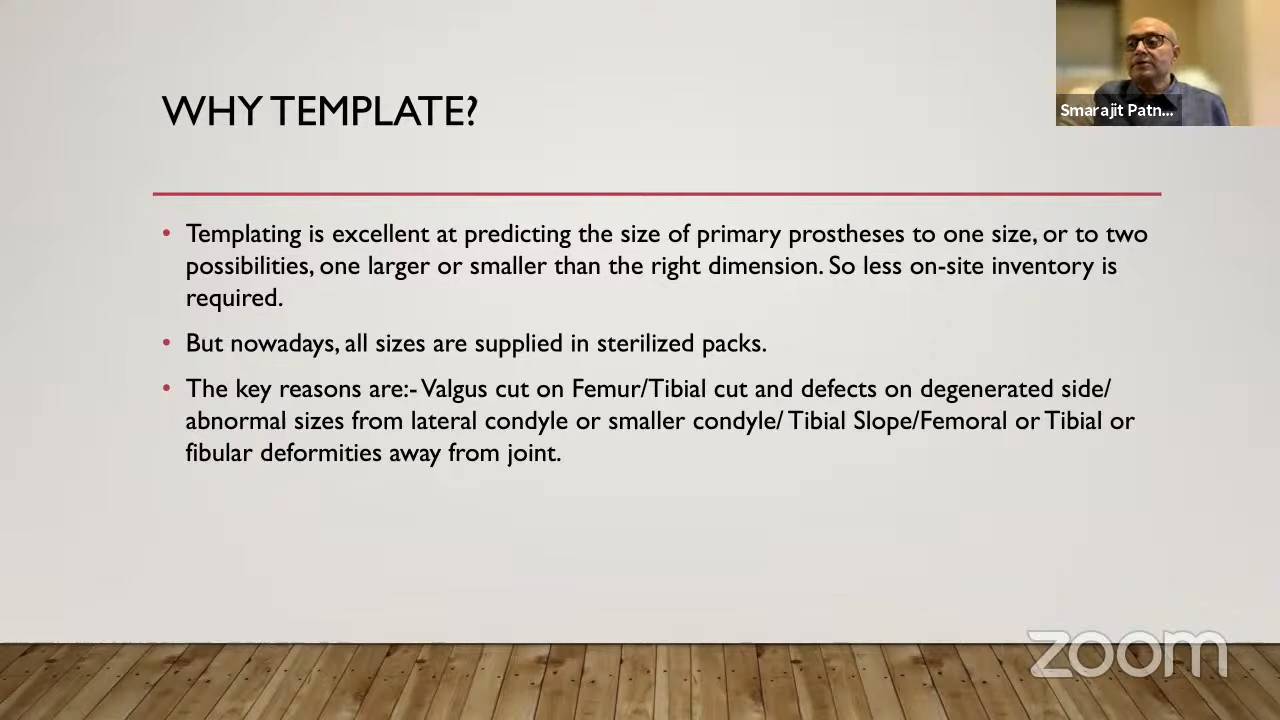 WHY TEMPLATE?
Smarajit Patn...
• Templating is excellent at predicting the size of primary prostheses to one size, or to two
possibilities, one larger or smaller than the right dimension. So less on-site inventory is
required.
• But nowadays, all sizes are supplied in sterilized packs.
• The key reasons are:- Valgus cut on Femur/Tibial cut and defects on degenerated side/
abnormal sizes from lateral condyle or smaller condyle/ Tibial Slope/Femoral or Tibial or
fibular deformities away from joint.
zoom